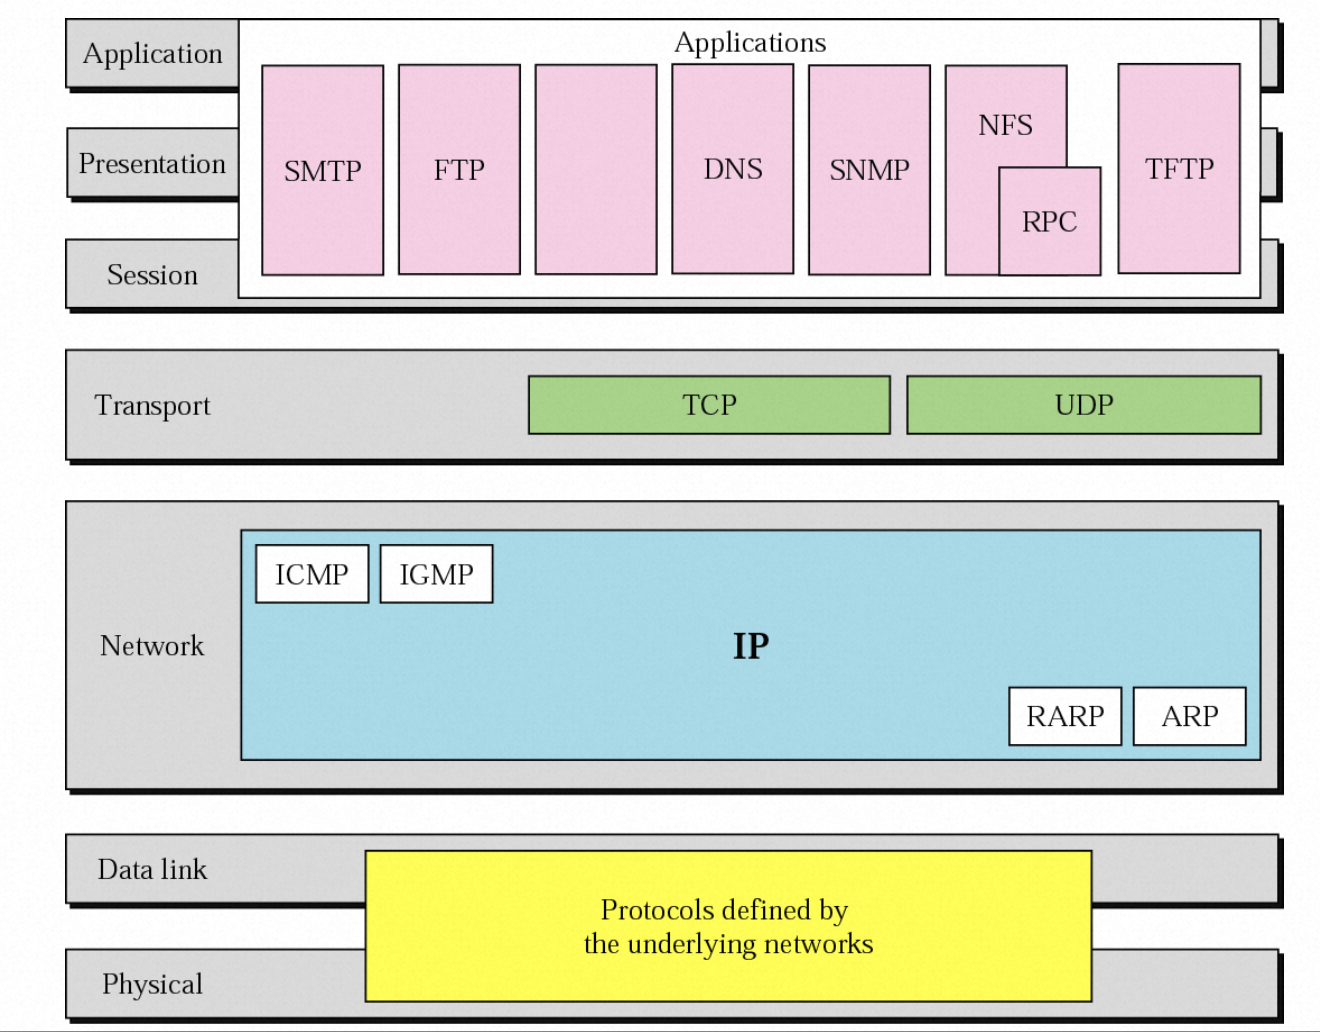 Application
Applications
SMTP
FTP
DNS
SNMP
NFS
RPC
TFTP
Presentation
Session
Transport
TCP
UDP
Network
ICMP
IGMP
IP
RARP
ARP
Data link
Protocols defined by
the underlying networks
Physical